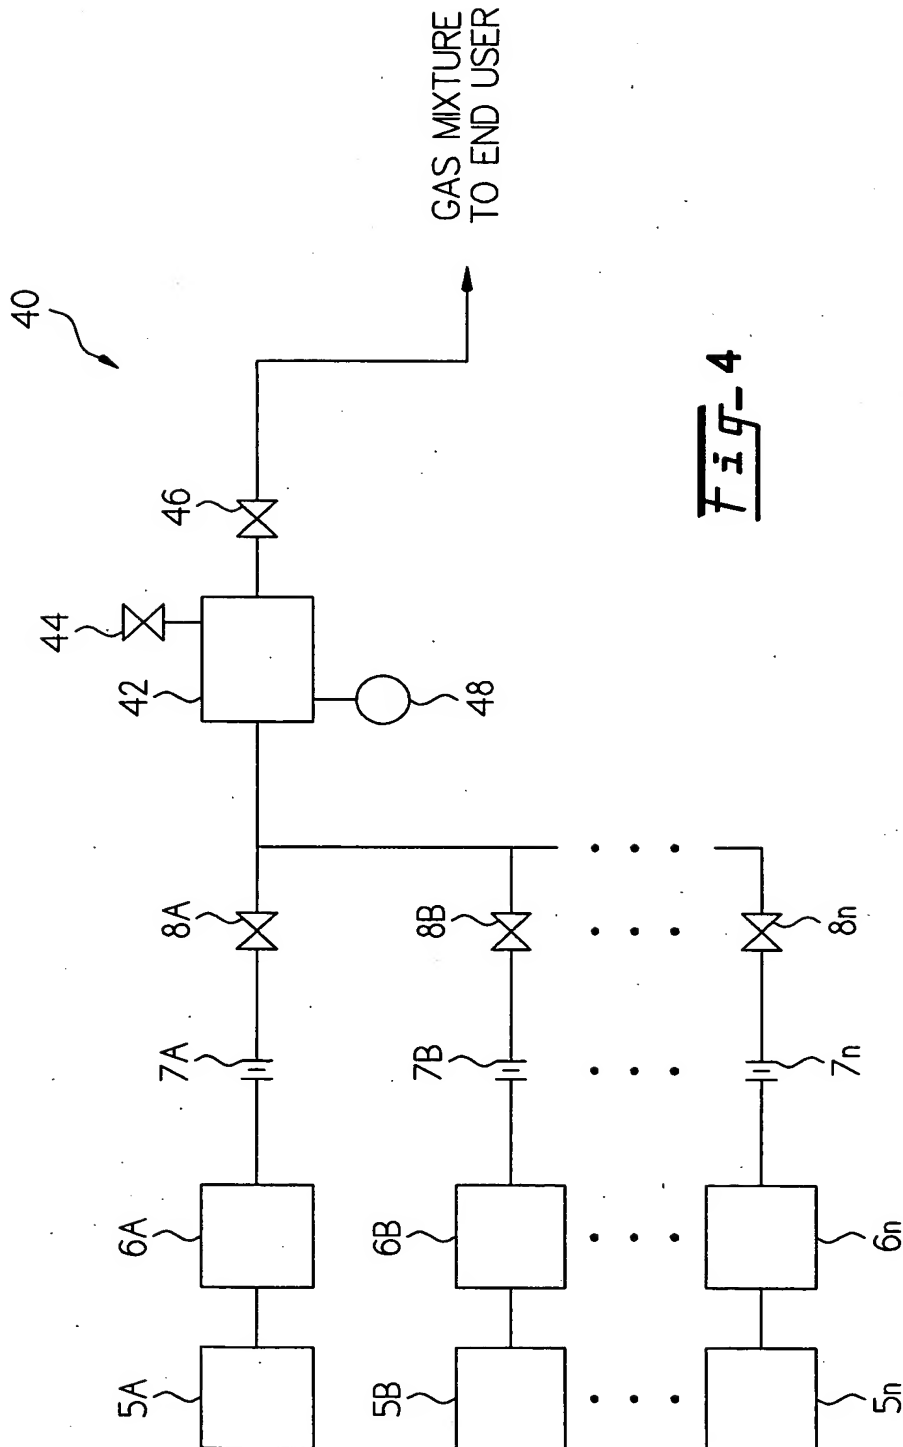 40
44
42
46
48
GAS MIXTURE
TO END USER
8A
7A
6A
5A
8B
7B
6B
5B
8n
7n
6n
5n
Fig-4